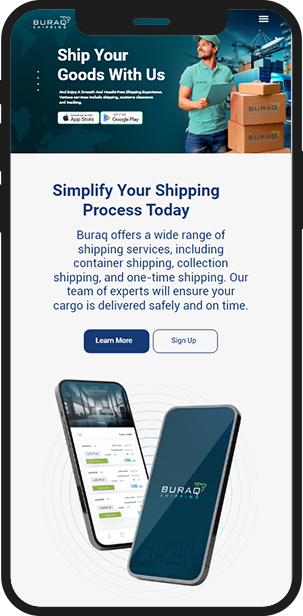 BURAQ
SHIPPING
Ship Your
Goods With Us
And Enjoy A Smooth And Hassle-Free Shipping Experience.
Various services include shipping, customs clearance
and tracking.
Download on the
App Store
GET IT ON
Google Play
BURAQ
BURAQ
Simplify Your Shipping
Process Today
Buraq offers a wide range of
shipping services, including
container shipping, collection
shipping, and one-time shipping. Our
team of experts will ensure your
cargo is delivered safely and on time.
Learn More
Sign Up
BURAQ
SHIPPING